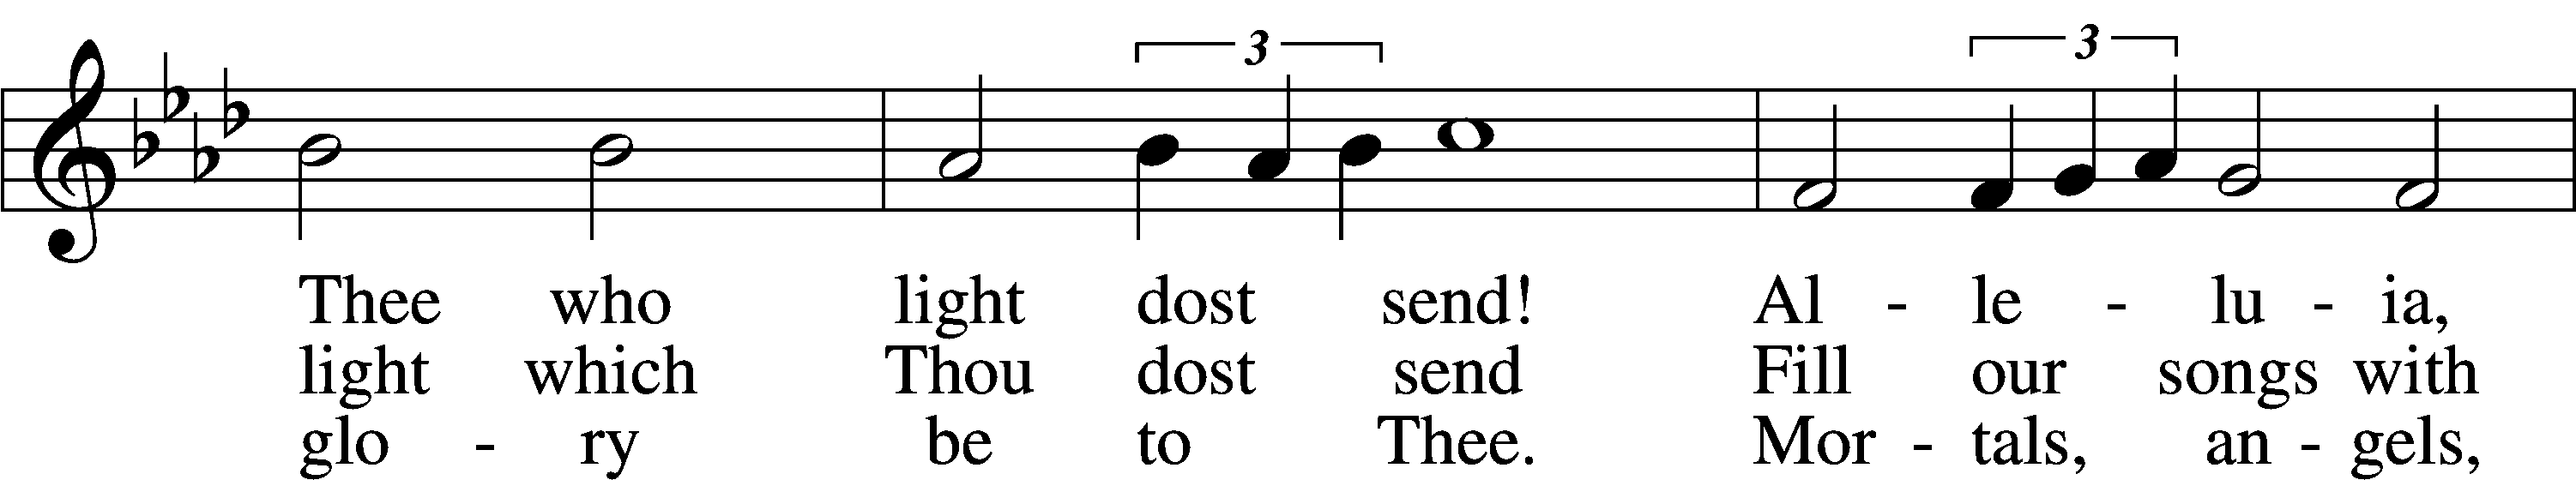 3 3
Thee who light dost send! Al - le - lu - ia,
light which Thou dost send Fill our songs with
glo - ry be to Thee. Mor - tals, an - gels,